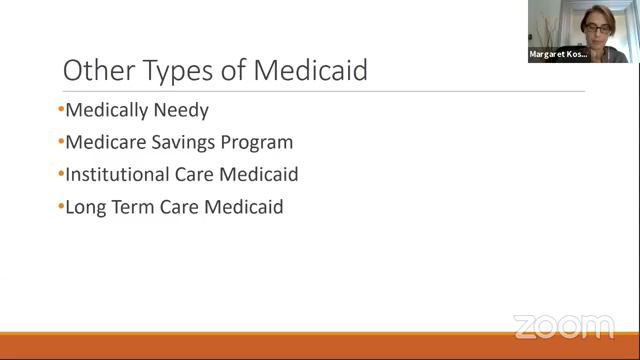 Margaret Kos...
Other Types of Medicaid
•Medically Needy
•Medicare Savings Program
•Institutional Care Medicaid
•Long Term Care Medicaid
zoom